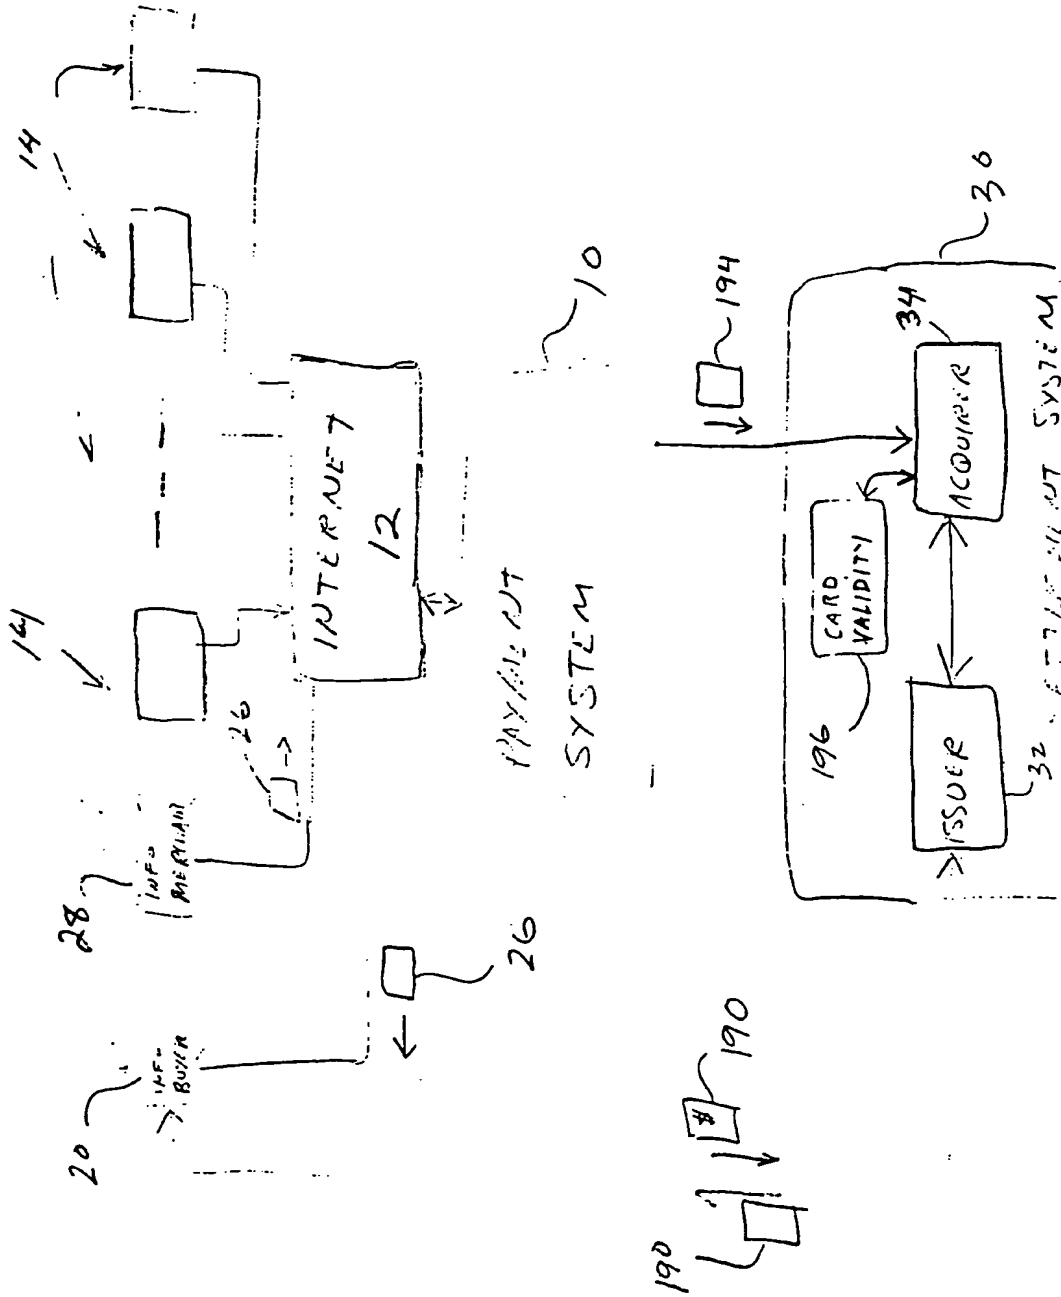 20
INFO
BUYER
28
INFO
26
14
14
INTERNET
12
26
PAYMENT
SYSTEM
10
190
$
190
194
196
CARD
VALIDITY
ISSUER
32
ACQUIRER
34
SYSTEM
30